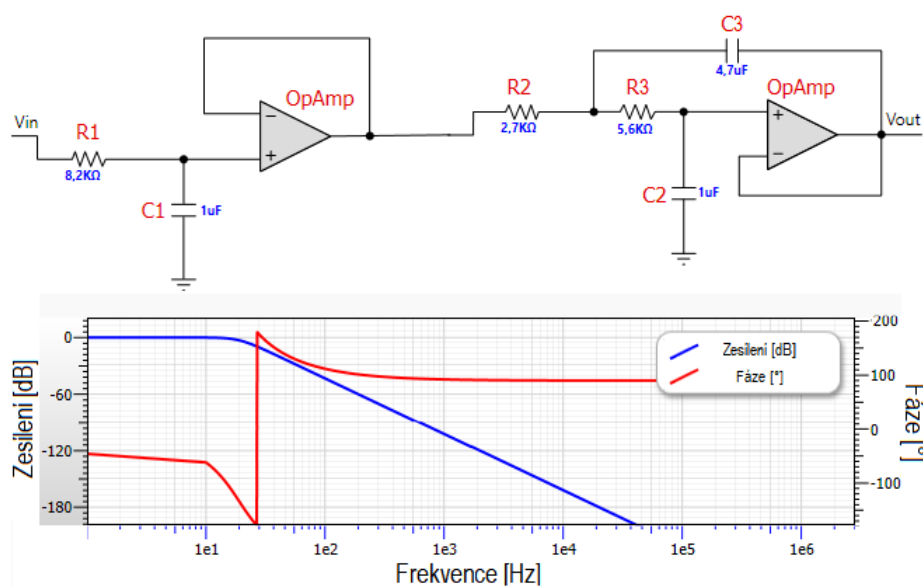 C3
4,7uF
OpAmp
R2
R3
OpAmp
Vin
R1
2,7KΩ
5,6KΩ
Vout
8,2KΩ
C1
1uF
C2
1uF
Zesílení [dB]
0
-60
-120
-180
Zesílení [dB]
Fáze [°]
-200
100
0
-100
Fáze [°]
1e1
1e2
1e3
1e4
1e5
1e6
Frekvence [Hz]